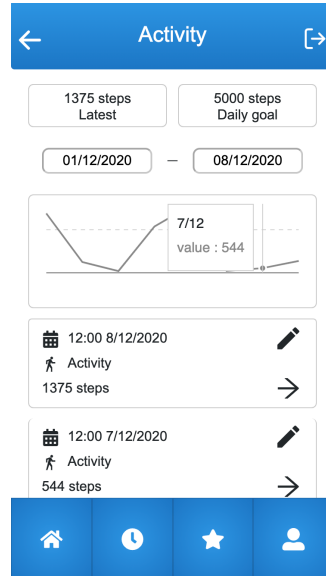 Activity
1375 steps
Latest
5000 steps
Daily goal
01/12/2020 – 08/12/2020
7/12
value : 544
12:00 8/12/2020
Activity
1375 steps
12:00 7/12/2020
Activity
544 steps